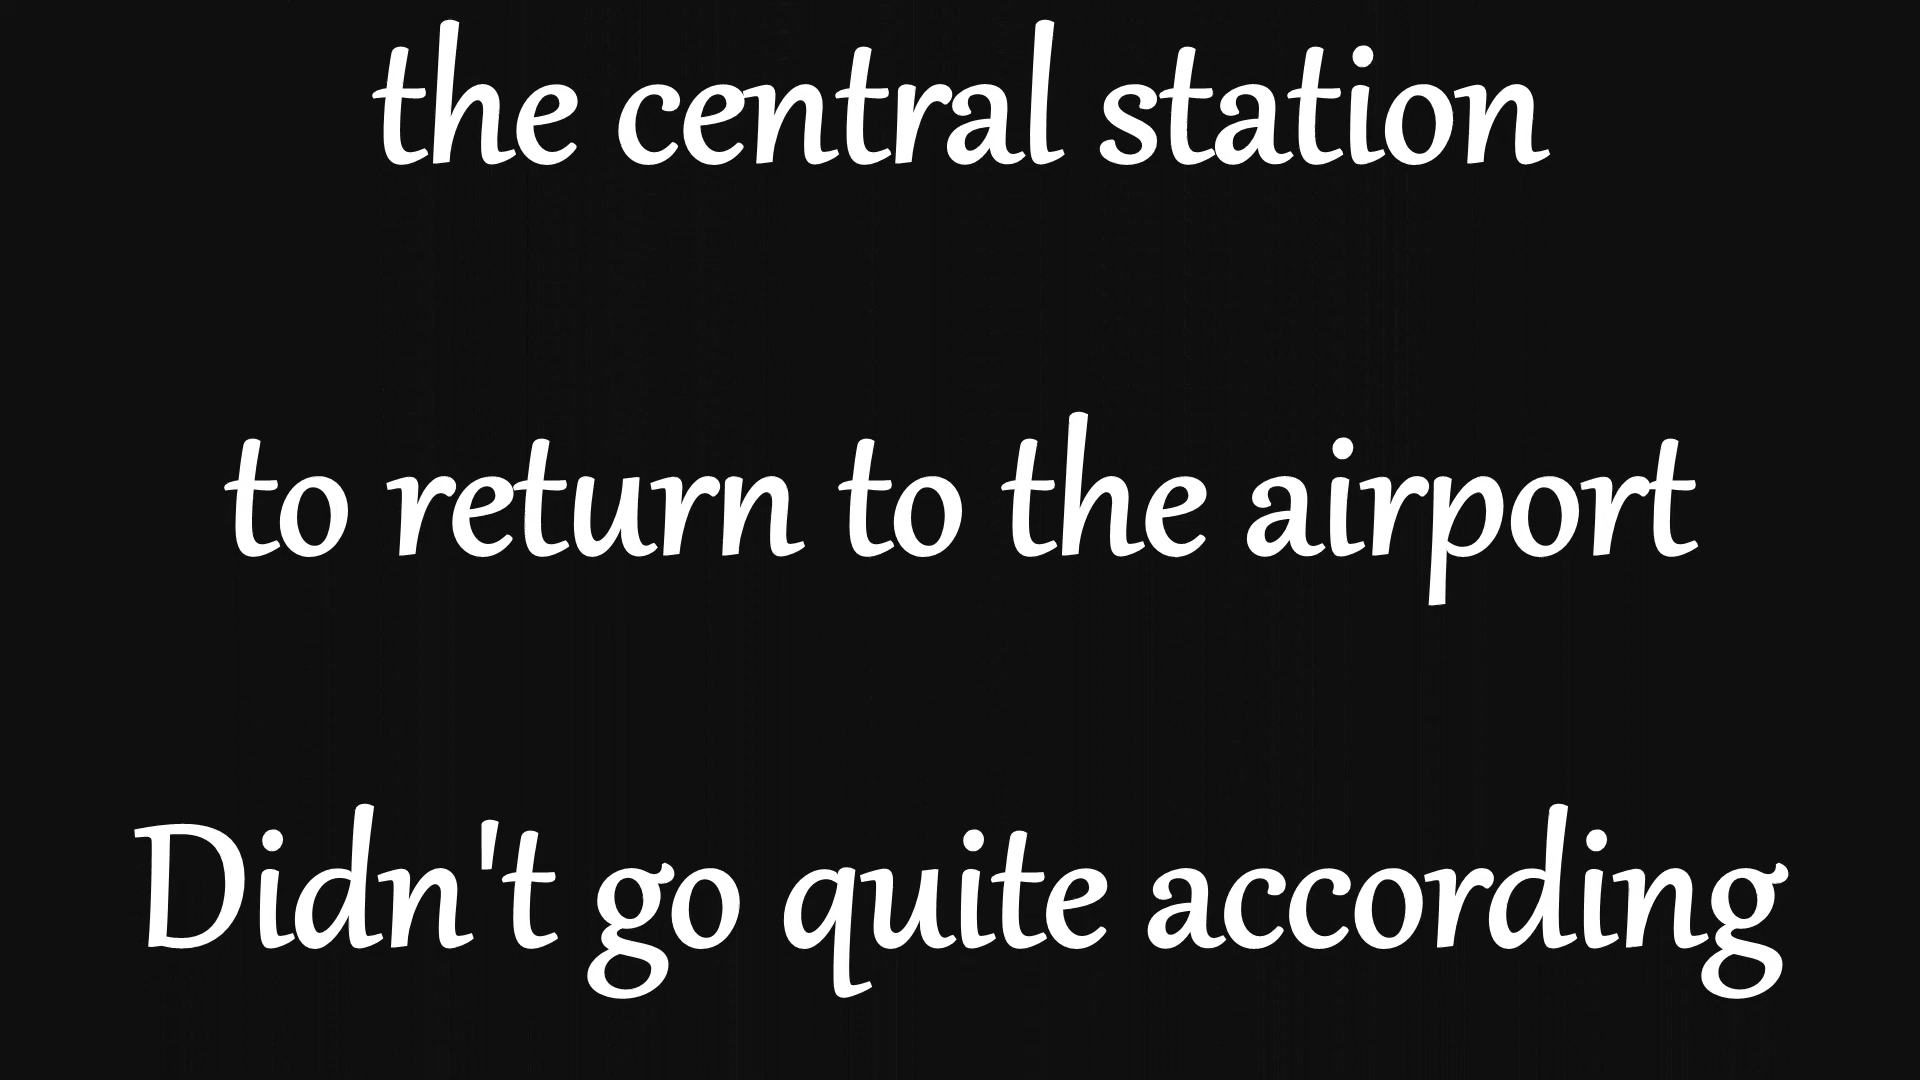 the central station
to return to the airport
Didn't go quite according